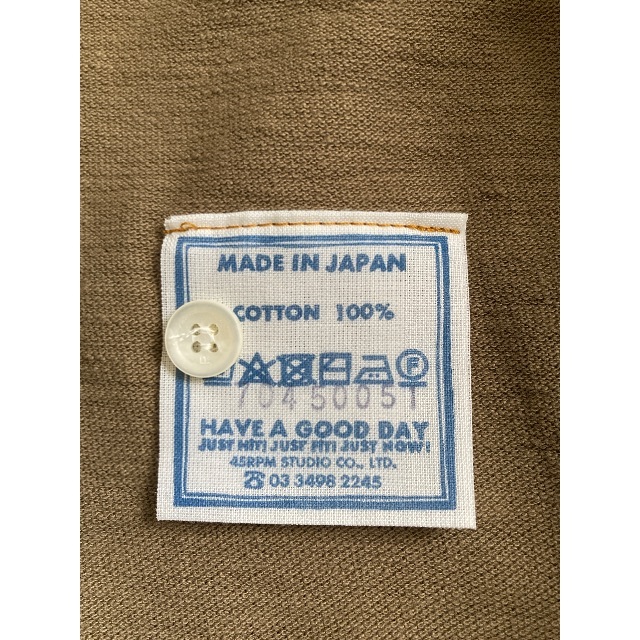 MADE IN JAPAN
COTTON 100%
F
70450051
HAVE A GOOD DAY
JUST HIT! JUST FIT! JUST NOW!
45RPM STUDIO CO., LTD.
☎ 03 3498 2245